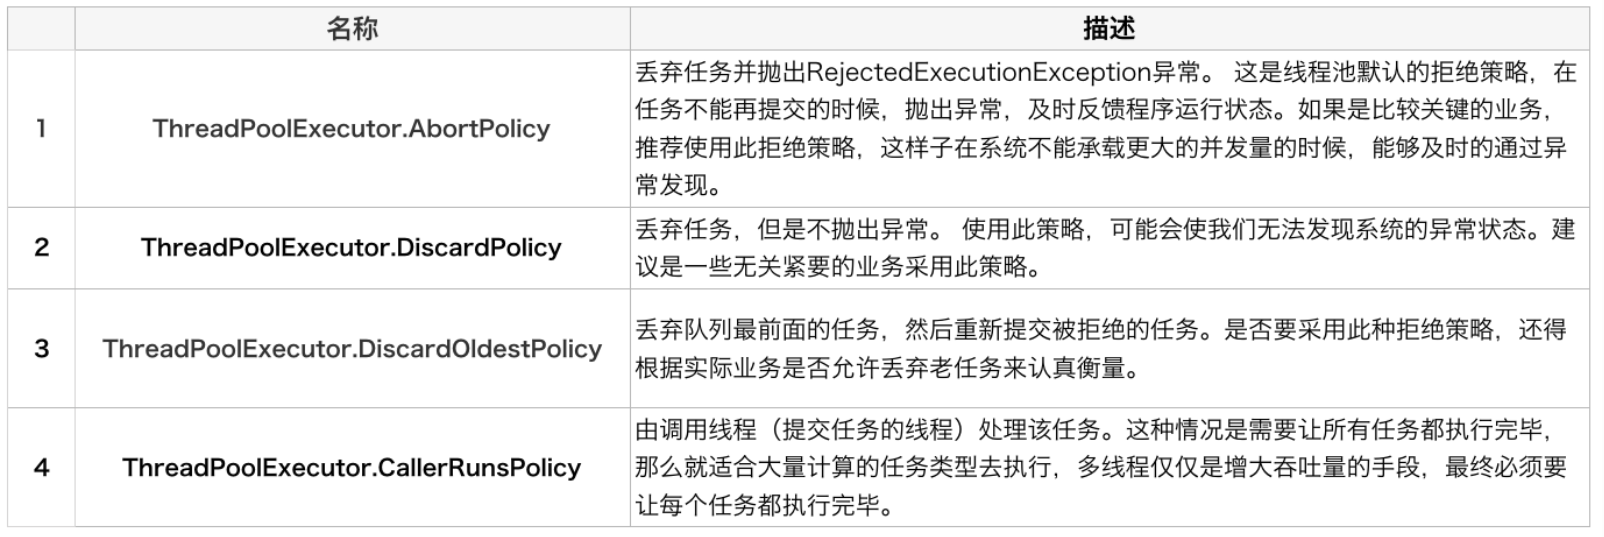 名称
描述
1
ThreadPoolExecutor.AbortPolicy
丢弃任务并抛出RejectedExecutionException异常。 这是线程池默认的拒绝策略，在
任务不能再提交的时候，抛出异常，及时反馈程序运行状态。如果是比较关键的业务，
推荐使用此拒绝策略，这样子在系统不能承载更大的并发量的时候，能够及时的通过异
常发现。
2
ThreadPoolExecutor.DiscardPolicy
丢弃任务，但是不抛出异常。 使用此策略，可能会使我们无法发现系统的异常状态。建
议是一些无关紧要的业务采用此策略。
3
ThreadPoolExecutor.DiscardOldestPolicy
丢弃队列最前面的任务，然后重新提交被拒绝的任务。是否要采用此种拒绝策略，还得
根据实际业务是否允许丢弃老任务来认真衡量。
4
ThreadPoolExecutor.CallerRunsPolicy
由调用线程（提交任务的线程）处理该任务。这种情况是需要让所有任务都执行完毕，
那么就适合大量计算的任务类型去执行，多线程仅仅是增大吞吐量的手段，最终必须要
让每个任务都执行完毕。